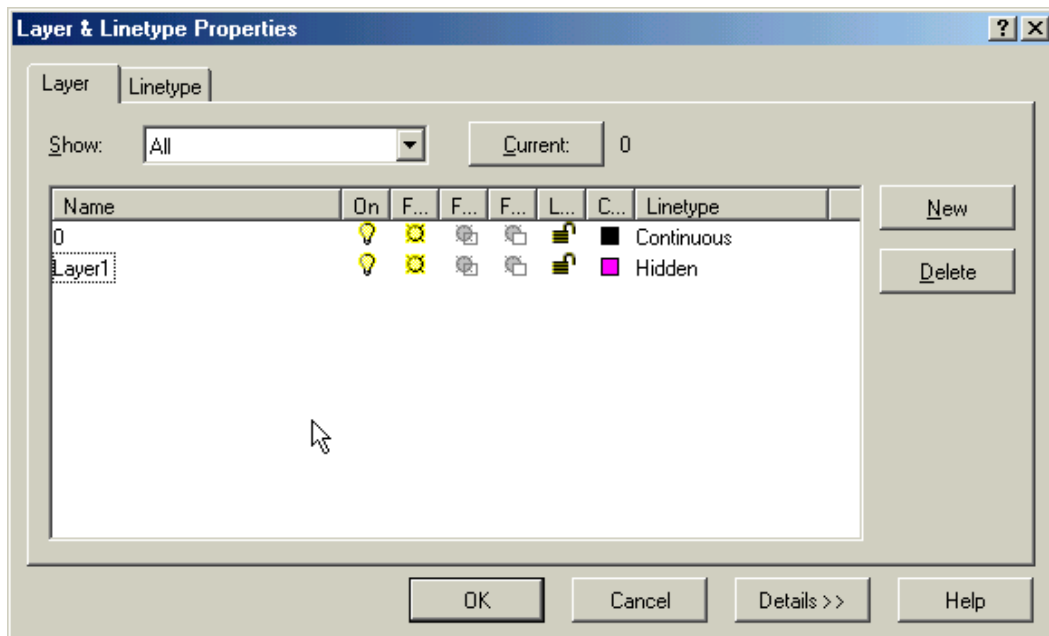 Layer & Linetype Properties
Layer
Linetype
Show:
All
Current:
0
Name On F... F... F... L... C... Linetype
0 Continuous
Layer1 Hidden
New
Delete
OK
Cancel
Details >>
Help